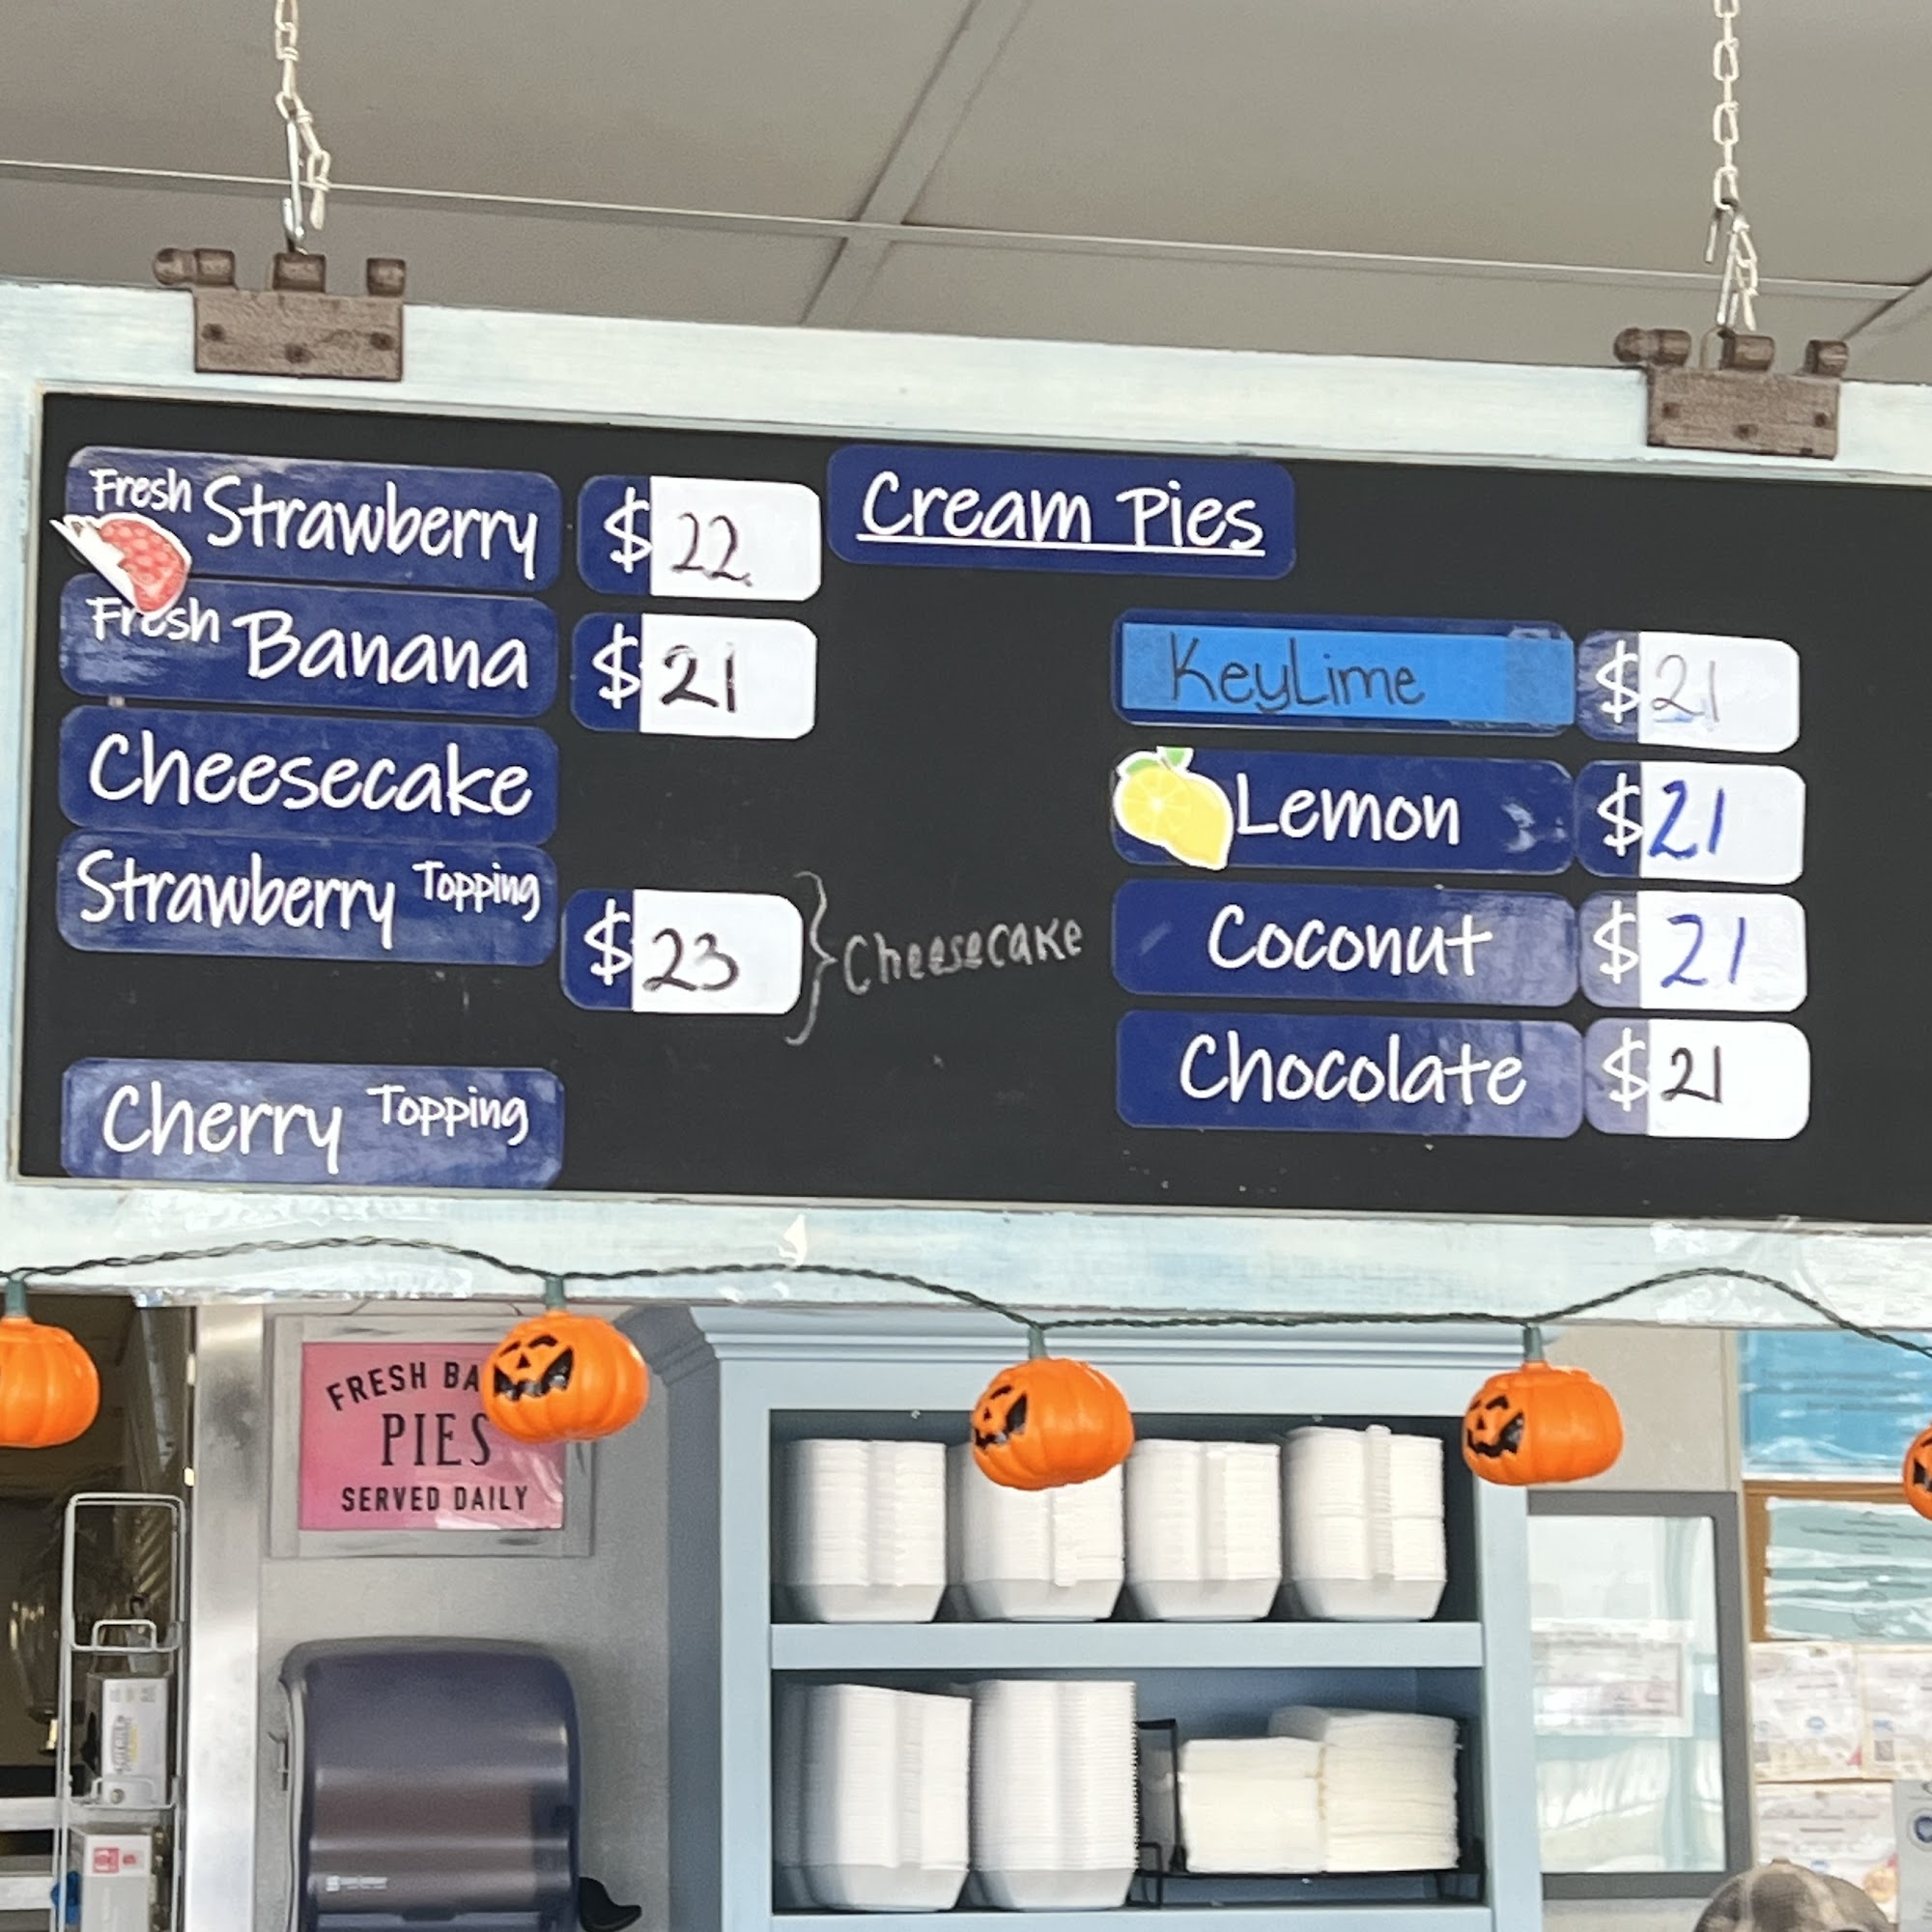 Cream Pies
Fresh Strawberry $22
Fresh Banana $21
Cheesecake
Strawberry Topping
$23 } Cheesecake
Cherry Topping
KeyLime $21
Lemon $21
Coconut $21
Chocolate $21
FRESH
PIES
SERVED DAILY